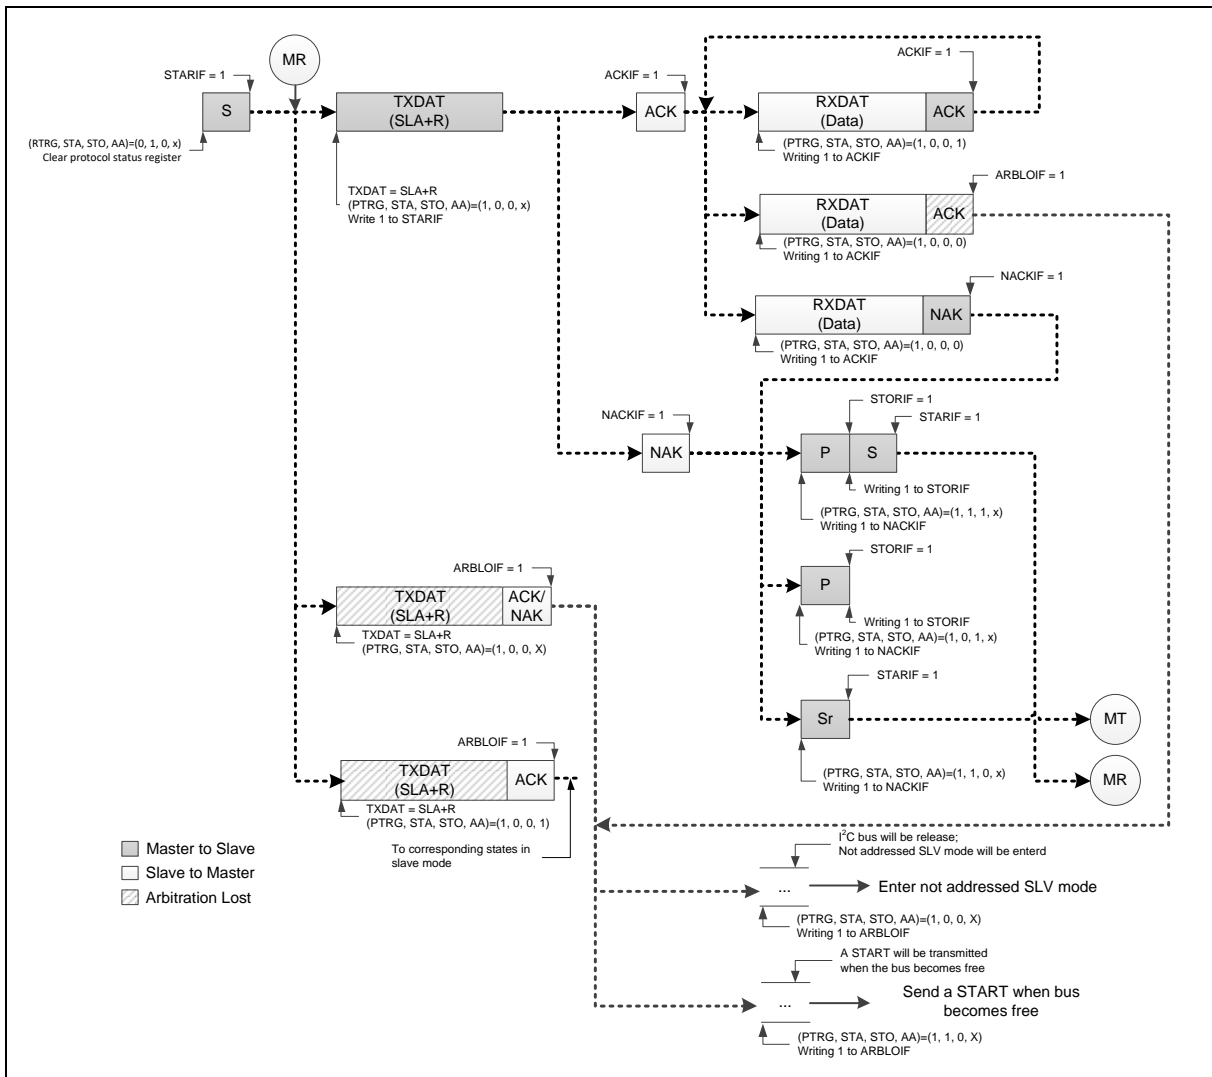 MR
STARIF = 1
S
(RTRG, STA, STO, AA)=(0, 1, 0, x)
Clear protocol status register
TXDAT
(SLA+R)
TXDAT = SLA+R
(PTRG, STA, STO, AA)=(1, 0, 0, x)
Write 1 to STARIF
ACKIF = 1
ACK
ACKIF = 1
RXDAT
(Data)
ACK
(PTRG, STA, STO, AA)=(1, 0, 0, 1)
Writing 1 to ACKIF
ARBLOIF = 1
RXDAT
(Data)
ACK
(PTRG, STA, STO, AA)=(1, 0, 0, 0)
Writing 1 to ACKIF
NACKIF = 1
RXDAT
(Data)
NAK
(PTRG, STA, STO, AA)=(1, 0, 0, 0)
Writing 1 to ACKIF
NACKIF = 1
NAK
STORIF = 1
STARIF = 1
P
S
Writing 1 to STORIF
(PTRG, STA, STO, AA)=(1, 1, 1, x)
Writing 1 to NACKIF
STORIF = 1
P
Writing 1 to STORIF
(PTRG, STA, STO, AA)=(1, 0, 1, x)
Writing 1 to NACKIF
STARIF = 1
Sr
(PTRG, STA, STO, AA)=(1, 1, 0, x)
Writing 1 to NACKIF
MT
MR
ARBLOIF = 1
TXDAT
(SLA+R)
ACK/
NAK
TXDAT = SLA+R
(PTRG, STA, STO, AA)=(1, 0, 0, X)
ARBLOIF = 1
TXDAT
(SLA+R)
ACK
TXDAT = SLA+R
(PTRG, STA, STO, AA)=(1, 0, 0, 1)
To corresponding states in
slave mode
Master to Slave
Slave to Master
Arbitration Lost
I²C bus will be release;
Not addressed SLV mode will be enterd
...
Enter not addressed SLV mode
(PTRG, STA, STO, AA)=(1, 0, 0, X)
Writing 1 to ARBLOIF
A START will be transmitted
when the bus becomes free
...
Send a START when bus
becomes free
(PTRG, STA, STO, AA)=(1, 1, 0, X)
Writing 1 to ARBLOIF